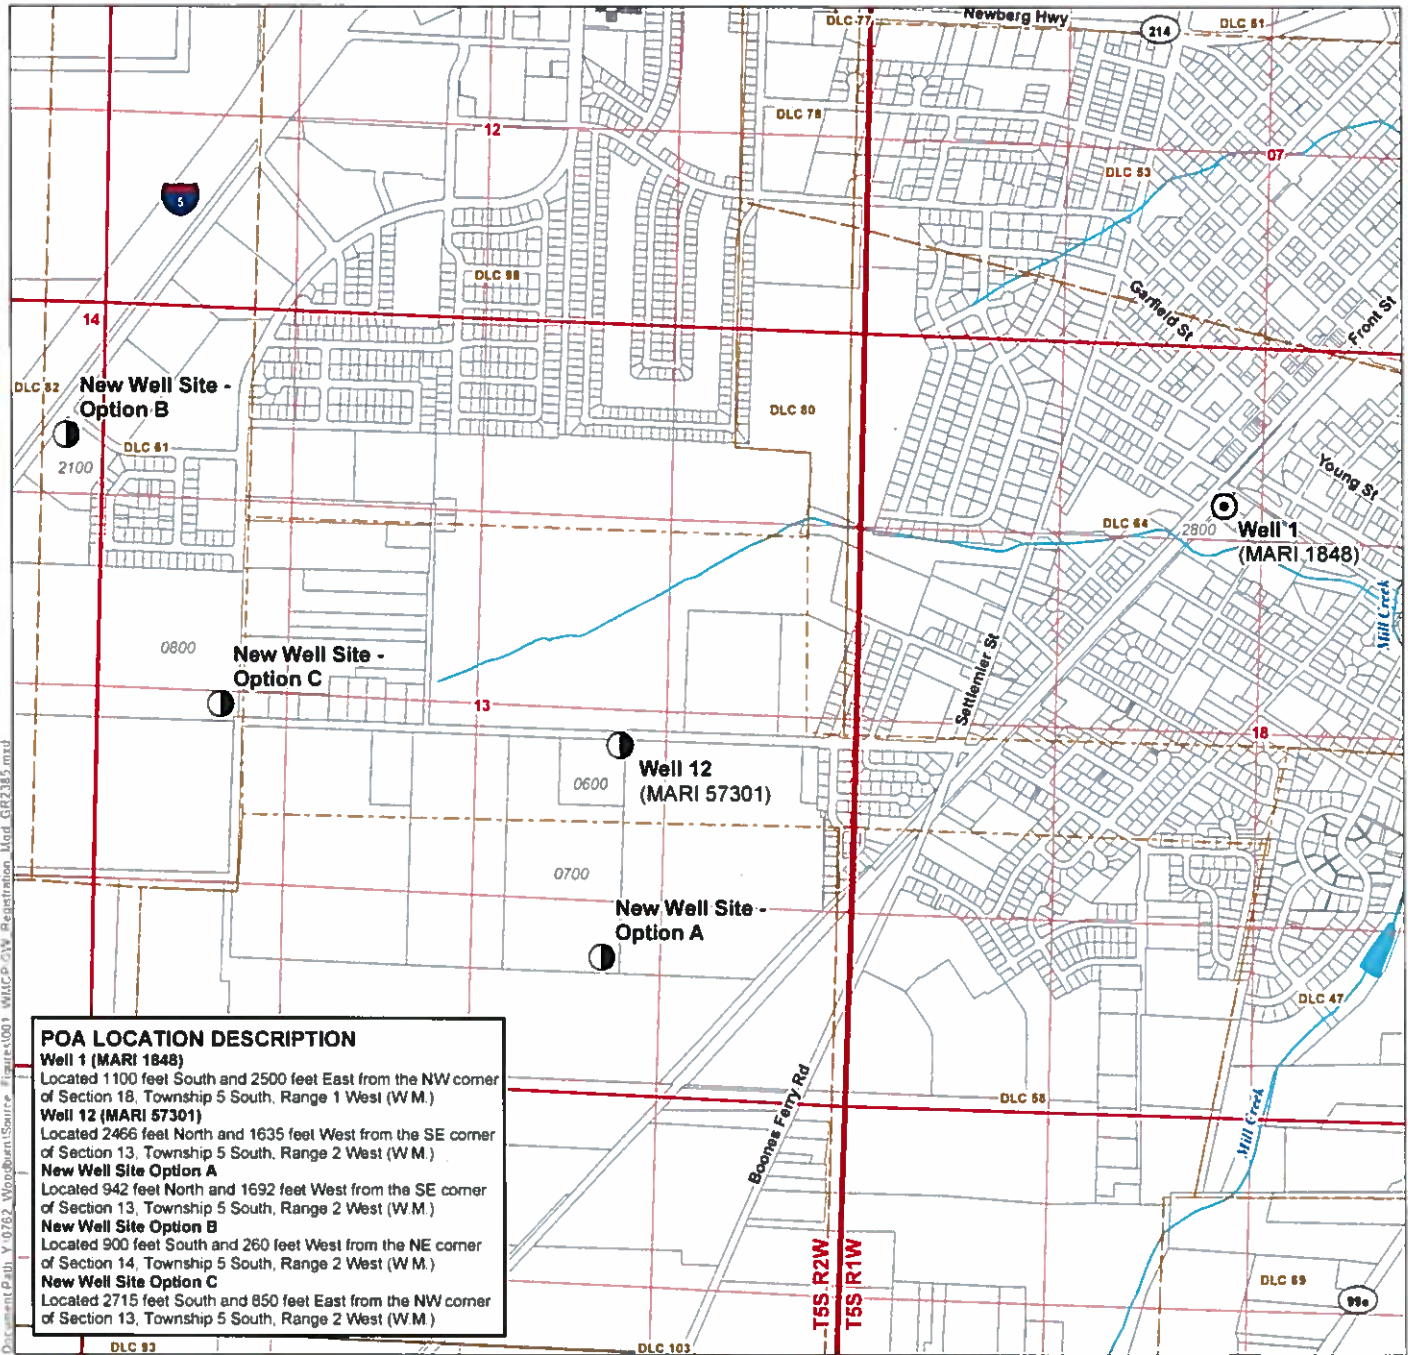 DLC 77
Newberg Hwy
214
DLC 61
DLC 78
12
07
DLC 53
5
DLC 98
Garfield St
Front St
14
DLC 62
New Well Site -
Option B
DLC 80
DLC 61
2100
Young St
DLC 64
2800
Well 1
(MARI 1848)
Mill Creek
0800
New Well Site -
Option C
Settlemier St
13
18
Well 12
(MARI 57301)
0600
0700
New Well Site -
Option A
DLC 47
POA LOCATION DESCRIPTION
Well 1 (MARI 1848)
Located 1100 feet South and 2500 feet East from the NW corner
of Section 18, Township 5 South, Range 1 West (W.M.)
Well 12 (MARI 57301)
Located 2466 feet North and 1635 feet West from the SE corner
of Section 13, Township 5 South, Range 2 West (W.M.)
New Well Site Option A
Located 942 feet North and 1692 feet West from the SE corner
of Section 13, Township 5 South, Range 2 West (W.M.)
New Well Site Option B
Located 900 feet South and 260 feet West from the NE corner
of Section 14, Township 5 South, Range 2 West (W.M.)
New Well Site Option C
Located 2715 feet South and 850 feet East from the NW corner
of Section 13, Township 5 South, Range 2 West (W.M.)
Boones Ferry Rd
DLC 58
Mill Creek
T5S R2W
T5S R1W
DLC 69
99e
DLC 93
DLC 103